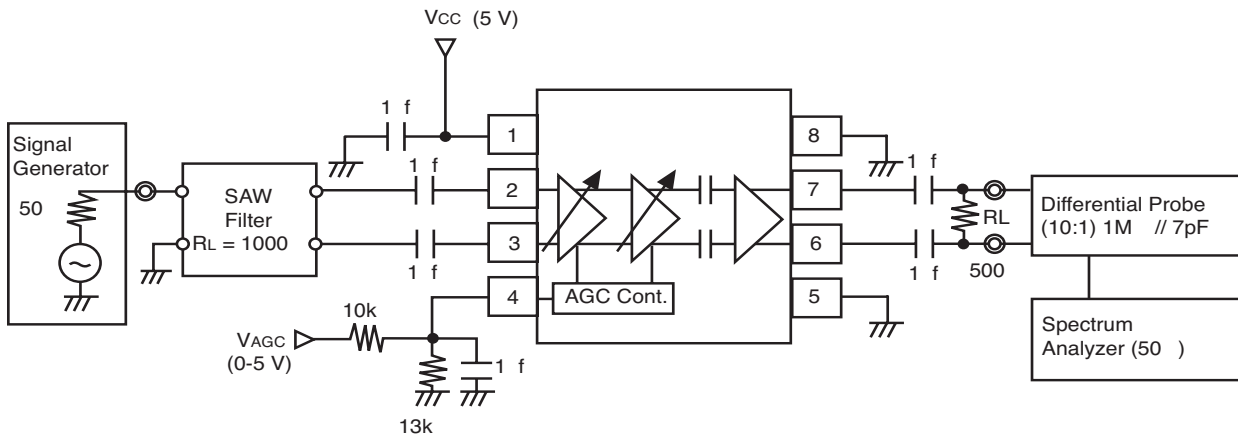 VCC (5 V)
1 f
1
8
Signal
Generator
50
SAW
Filter
RL = 1000
1 f
2
7
1 f
1 f
3
6
1 f
RL
500
Differential Probe
(10:1) 1M // 7pF
4
AGC Cont.
5
10k
VAGC
(0-5 V)
1 f
13k
Spectrum
Analyzer (50 )